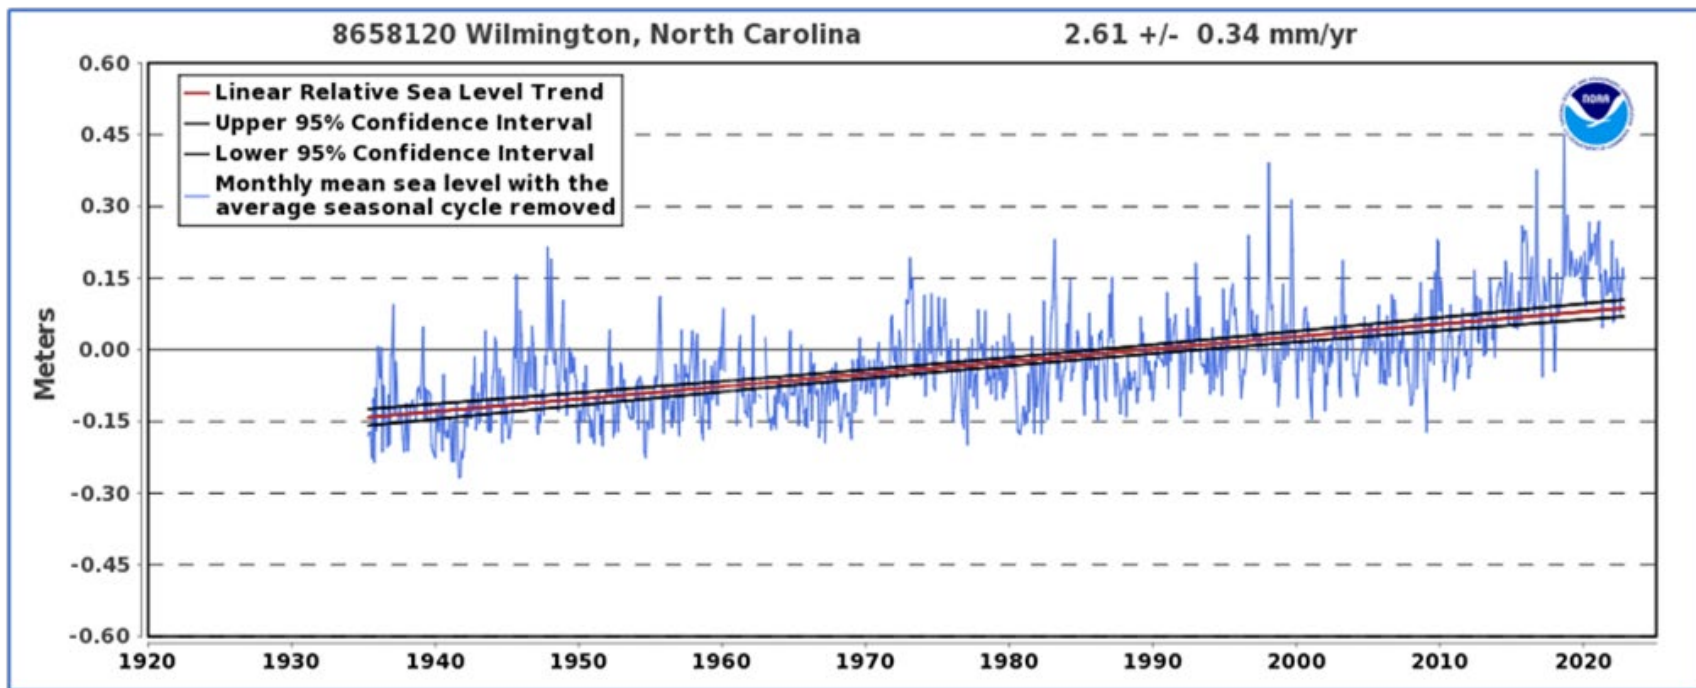 8658120 Wilmington, North Carolina 2.61 +/- 0.34 mm/yr
Linear Relative Sea Level Trend
Upper 95% Confidence Interval
Lower 95% Confidence Interval
Monthly mean sea level with the
average seasonal cycle removed
NOAA
Meters
0.60
0.45
0.30
0.15
0.00
-0.15
-0.30
-0.45
-0.60
1920 1930 1940 1950 1960 1970 1980 1990 2000 2010 2020